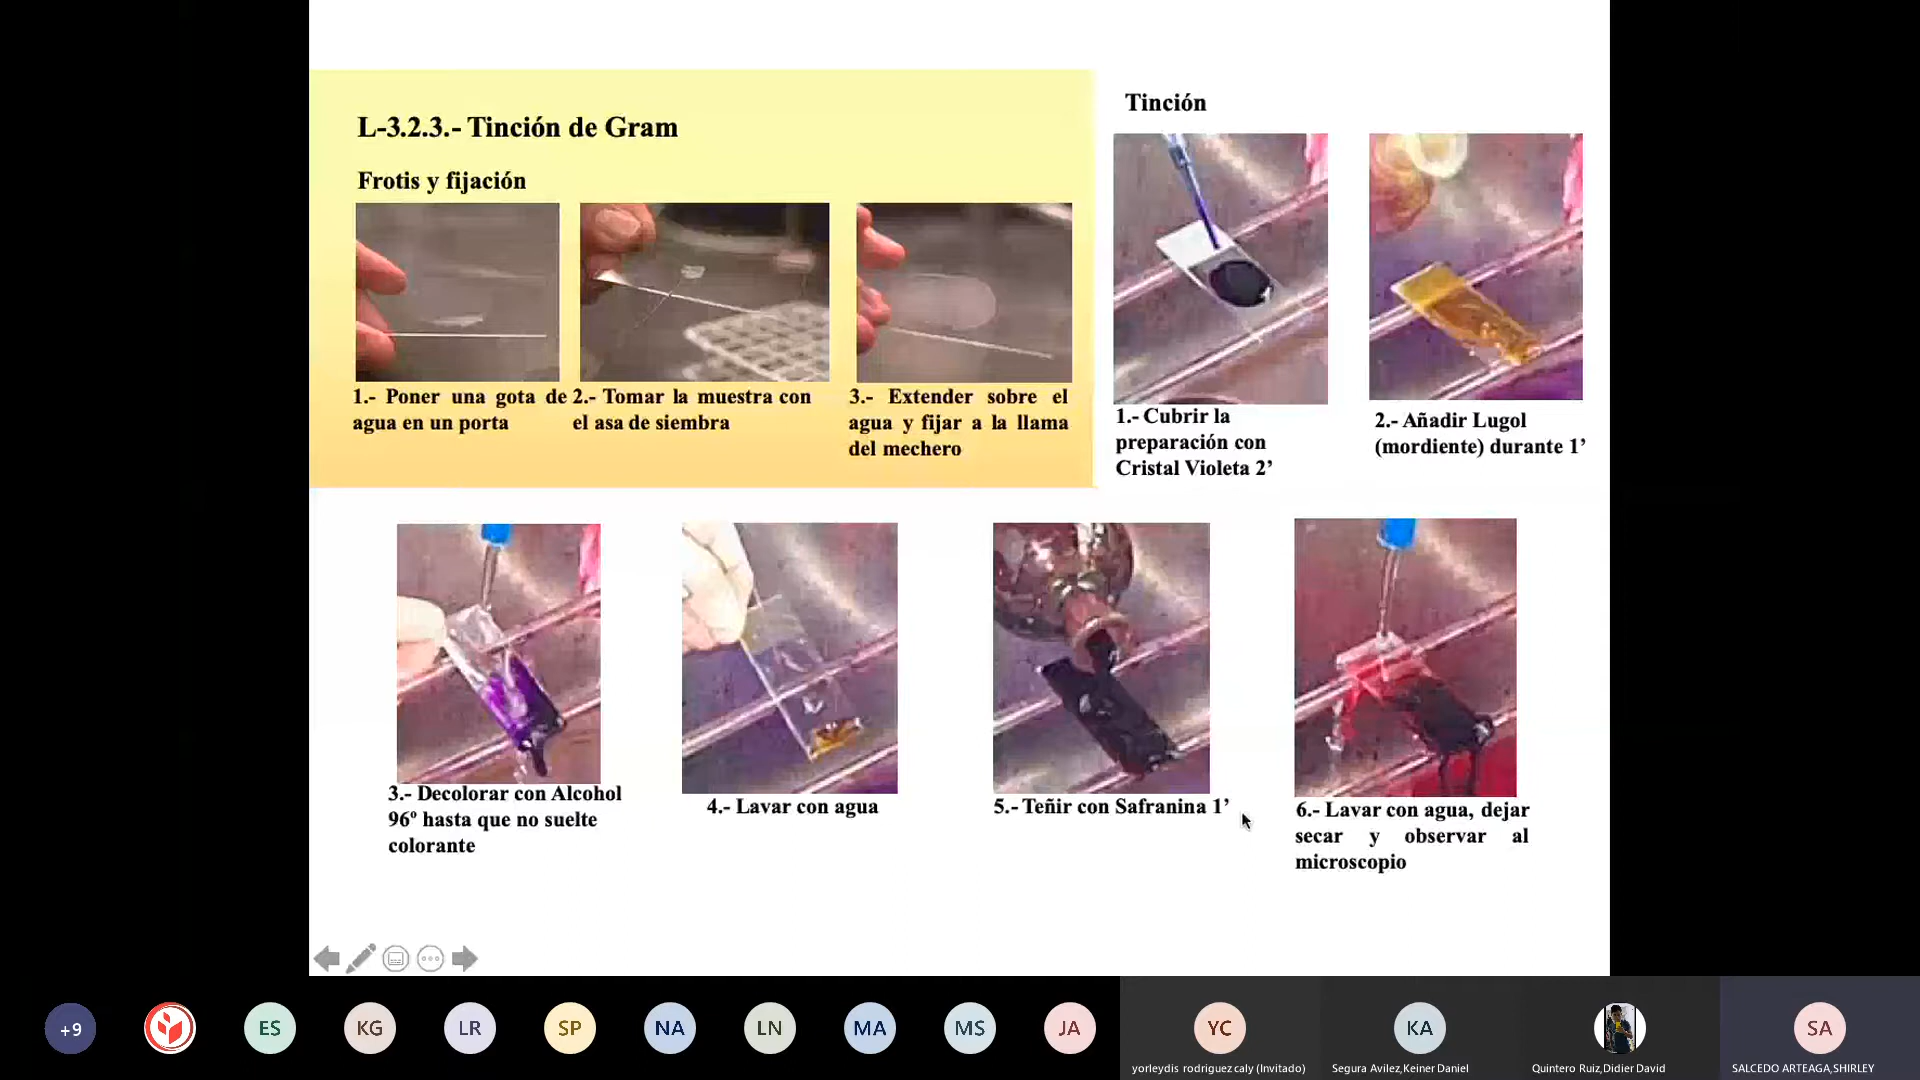 L-3.2.3.- Tinción de Gram
Frotis y fijación
1.- Poner una gota de
agua en un porta
2.- Tomar la muestra con
el asa de siembra
3.- Extender sobre el
agua y fijar a la llama
del mechero
Tinción
1.- Cubrir la
preparación con
Cristal Violeta 2’
2.- Añadir Lugol
(mordiente) durante 1’
3.- Decolorar con Alcohol
96º hasta que no suelte
colorante
4.- Lavar con agua
5.- Teñir con Safranina 1’
6.- Lavar con agua, dejar
secar y observar al
microscopio
+9
ES
KG
LR
SP
NA
LN
MA
MS
JA
YC
yorleydis rodriguez caly (Invitado)
KA
Segura Avilez,Keiner Daniel
Quintero Ruiz,Didier David
SA
SALCEDO ARTEAGA,SHIRLEY